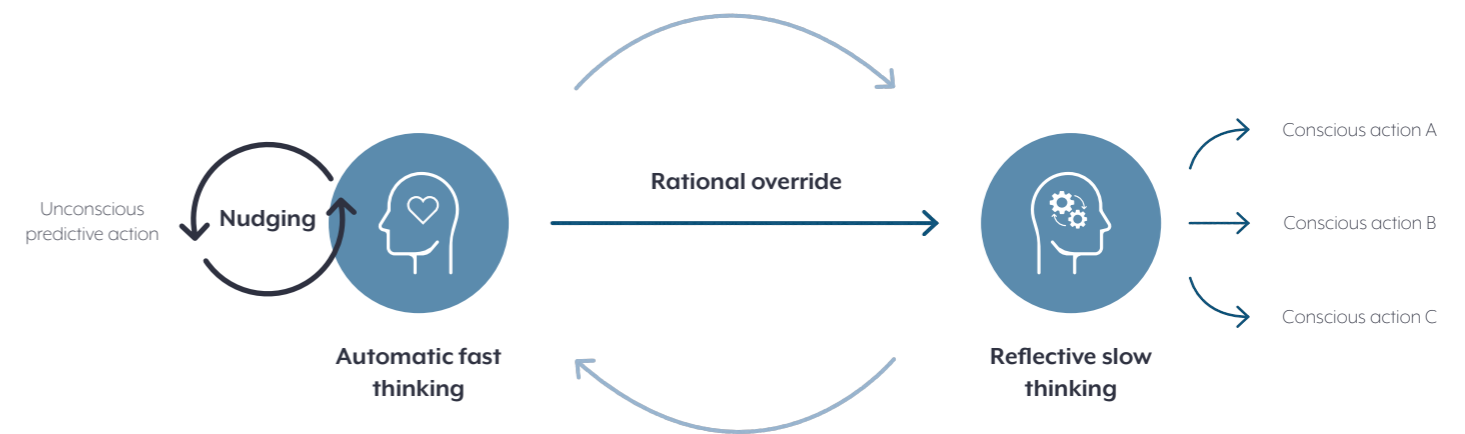 Unconscious
predictive action
Nudging
Automatic fast
thinking
Rational override
Reflective slow
thinking
Conscious action A
Conscious action B
Conscious action C